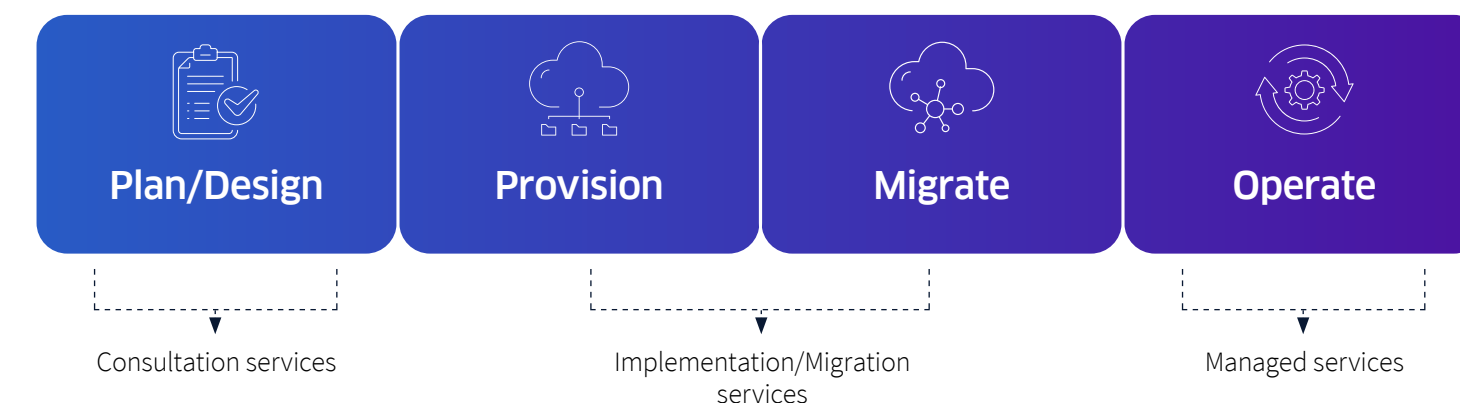 Plan/Design
Provision
Migrate
Operate
Consultation services
Implementation/Migration
services
Managed services